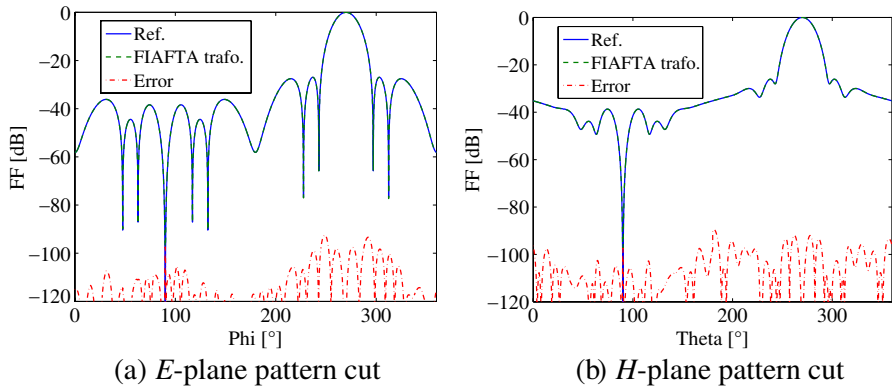 0
−20
−40
−60
−80
−100
−120
FF [dB]
Ref.
FIAFTA trafo.
Error
0 100 200 300
Phi [°]
(a) E-plane pattern cut
0
−20
−40
−60
−80
−100
−120
FF [dB]
Ref.
FIAFTA trafo.
Error
0 100 200 300
Theta [°]
(b) H-plane pattern cut